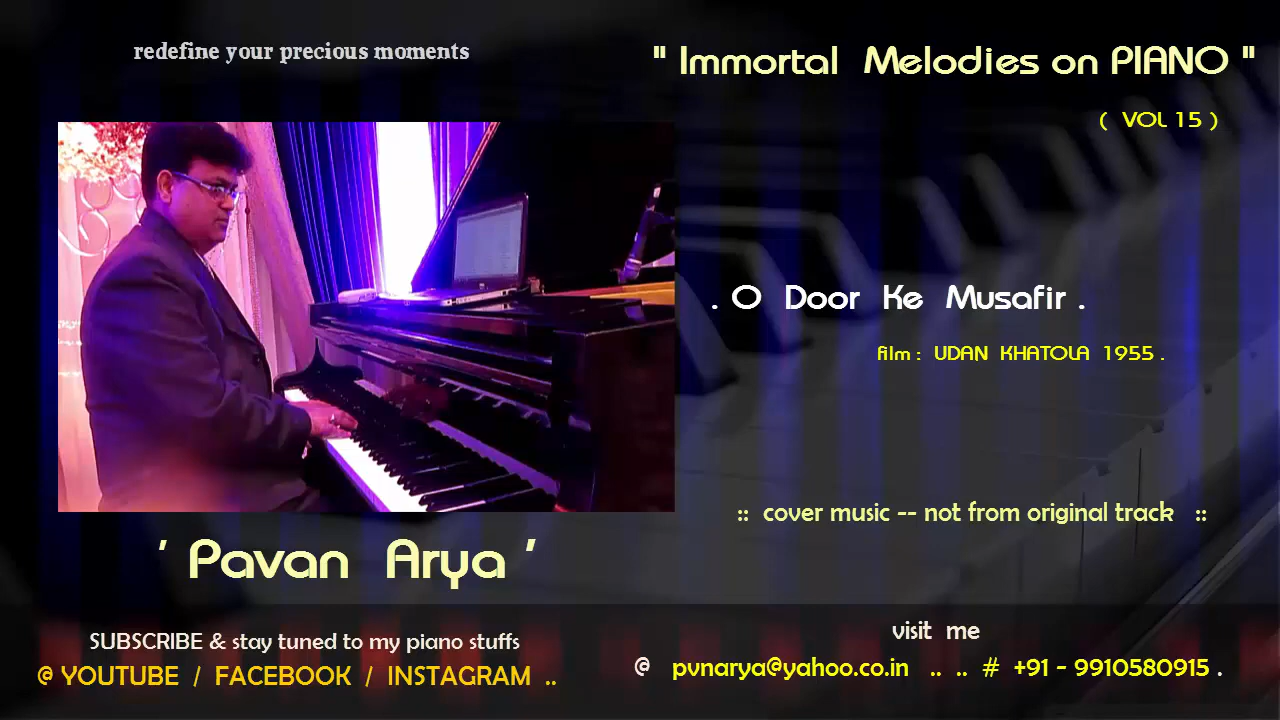 redefine your precious moments
" Immortal Melodies on PIANO "
( VOL 15 )
. O Door Ke Musafir .
film : UDAN KHATOLA 1955 .
:: cover music -- not from original track ::
' Pavan Arya '
SUBSCRIBE & stay tuned to my piano stuffs
@ YOUTUBE / FACEBOOK / INSTAGRAM ..
visit me
@ pvnarya@yahoo.co.in .. .. # +91 - 9910580915 .